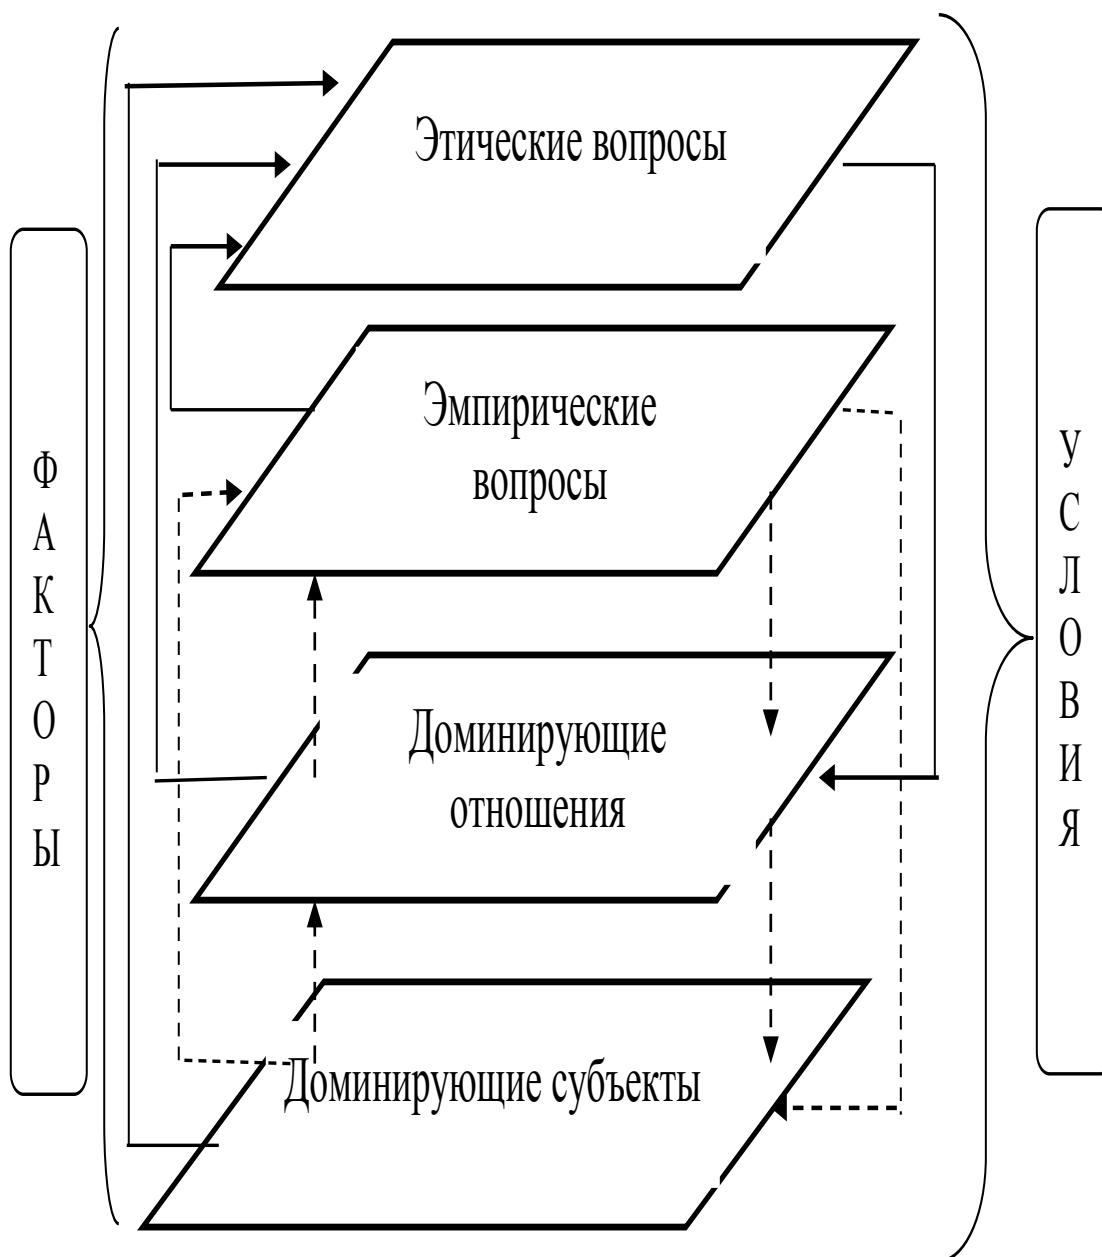 Этические вопросы
Эмпирические
вопросы
Доминирующие
отношения
Доминирующие субъекты
Ф
А
К
Т
О
Р
Ы
У
С
Л
О
В
И
Я